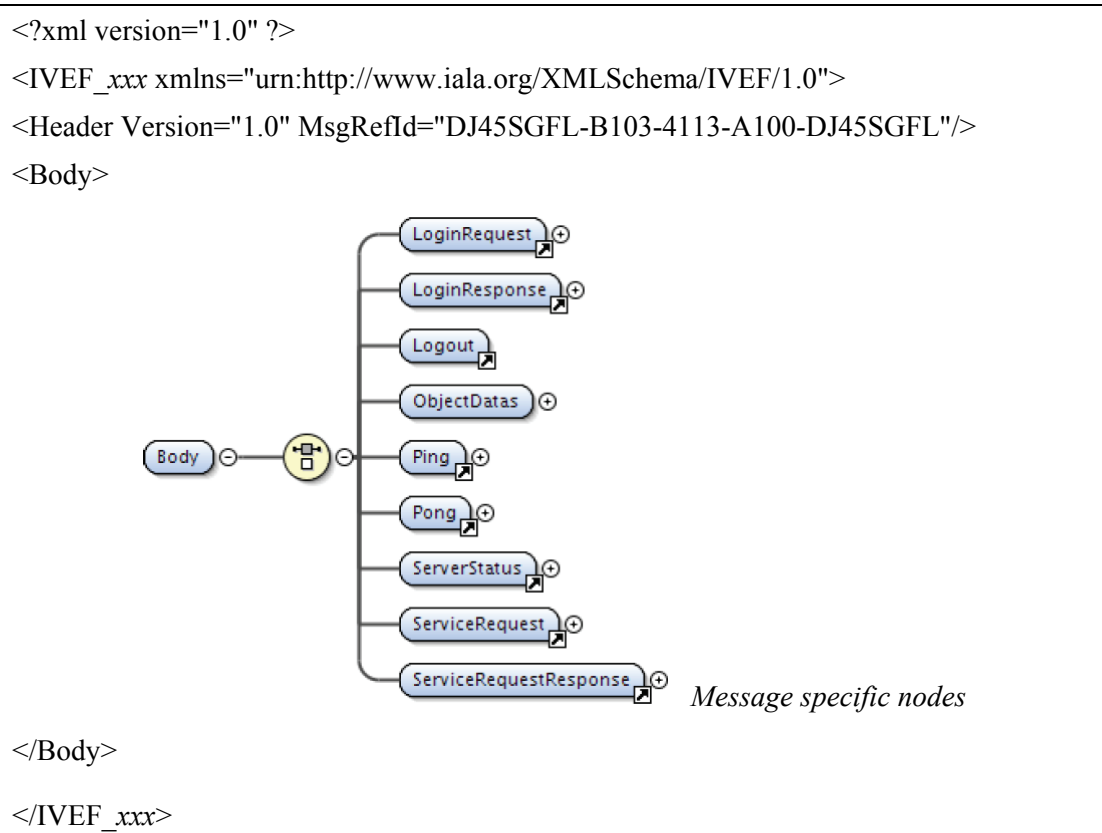 <?xml version="1.0" ?>
<IVEF_xxx xmlns="urn:http://www.iala.org/XMLSchema/IVEF/1.0">
<Header Version="1.0" MsgRefId="DJ45SGFL-B103-4113-A100-DJ45SGFL"/>
<Body>
LoginRequest
LoginResponse
Logout
ObjectDatas
Body
Ping
Pong
ServerStatus
ServiceRequest
ServiceRequestResponse
Message specific nodes
</Body>
</IVEF_xxx>